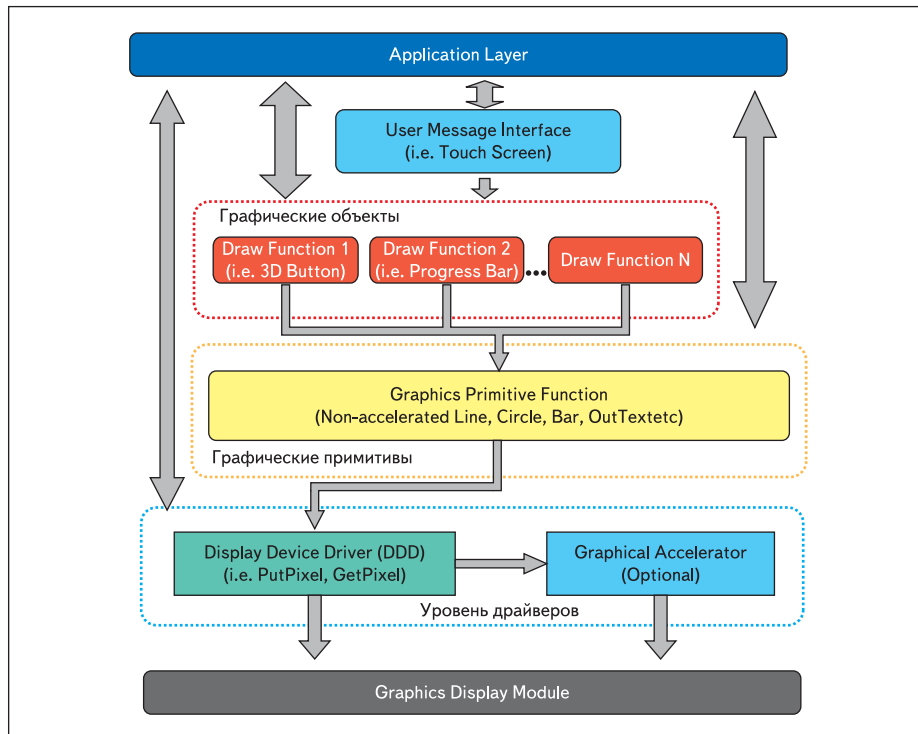 Application Layer
User Message Interface
(i.e. Touch Screen)
Графические объекты
Draw Function 1
(i.e. 3D Button)
Draw Function 2
(i.e. Progress Bar)
Draw Function N
Graphics Primitive Function
(Non-accelerated Line, Circle, Bar, OutTextetc)
Графические примитивы
Display Device Driver (DDD)
(i.e. PutPixel, GetPixel)
Graphical Accelerator
(Optional)
Уровень драйверов
Graphics Display Module